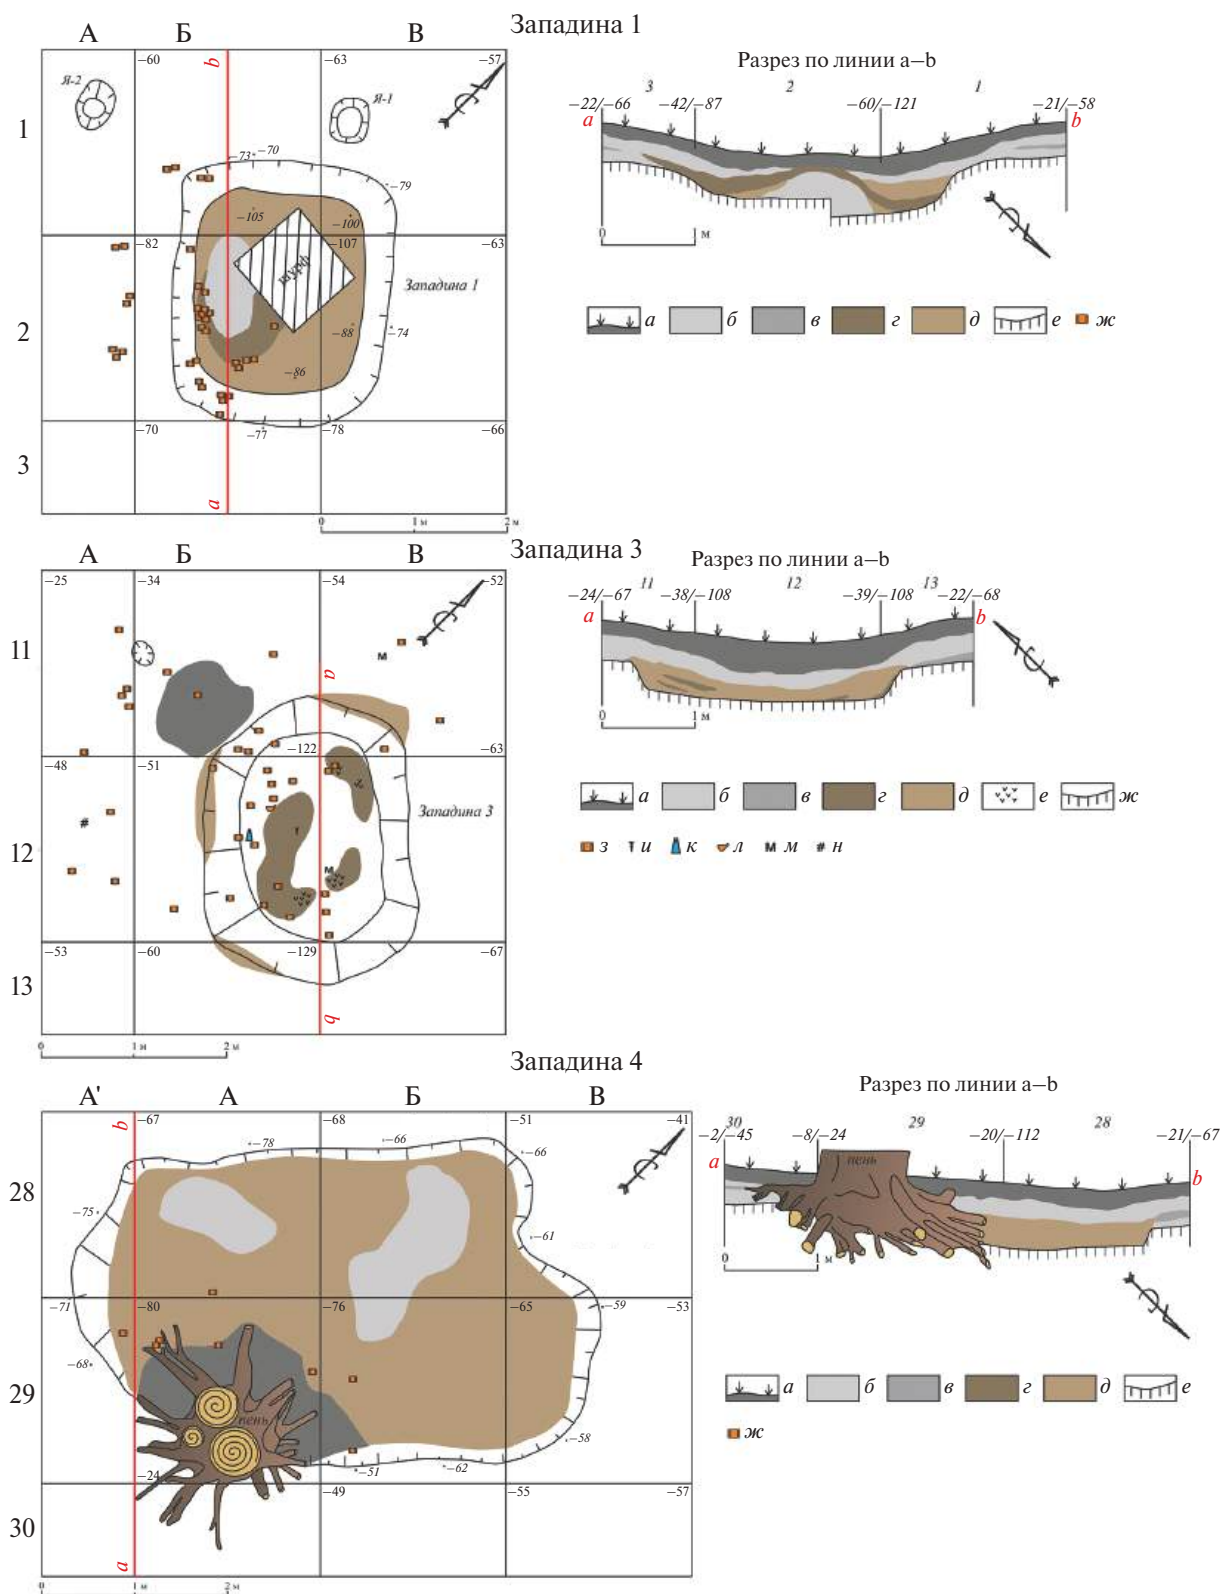 Западина 1
А Б В
Разрез по линии а–b
–60 b –63 –57
Я-2
Я-1
1
–73 –70
–79
–105
–100
3 2 1
–22/–66 –42/–87 –60/–121 –21/–58
a b
0 1 м
–82 –107 –63
шурф
Западина 1
2
–88 –74
–86
а б в г д е ж
–70 –78 –66
–77
3
a
0 1 м 2 м
Западина 3
А Б В
Разрез по линии а–b
–25 –34 –54 –52
11
м
a
11 12 13
–24/–67 –38/–108 –39/–108 –22/–68
a b
0 1 м
–48 –51 –122 –63
Западина 3
12
м
а б в г д е ж
з и к л м н
–53 –60 –129 –67
13
b
0 1 м 2 м
Западина 4
А' А Б В
Разрез по линии а–b
–67 –68 –51 –41
b
–78 –66
–66
28
–75
–61
30 29 28
–2/–45 –8/–24 –20/–112 –21/–67
a b
пень
0 1 м
–71 –80 –76 –65 –59 –53
–68
29
пень
–58
–51 –62
а б в г д е
ж
–24 –49 –55 –57
30
a
0 1 м 2 м